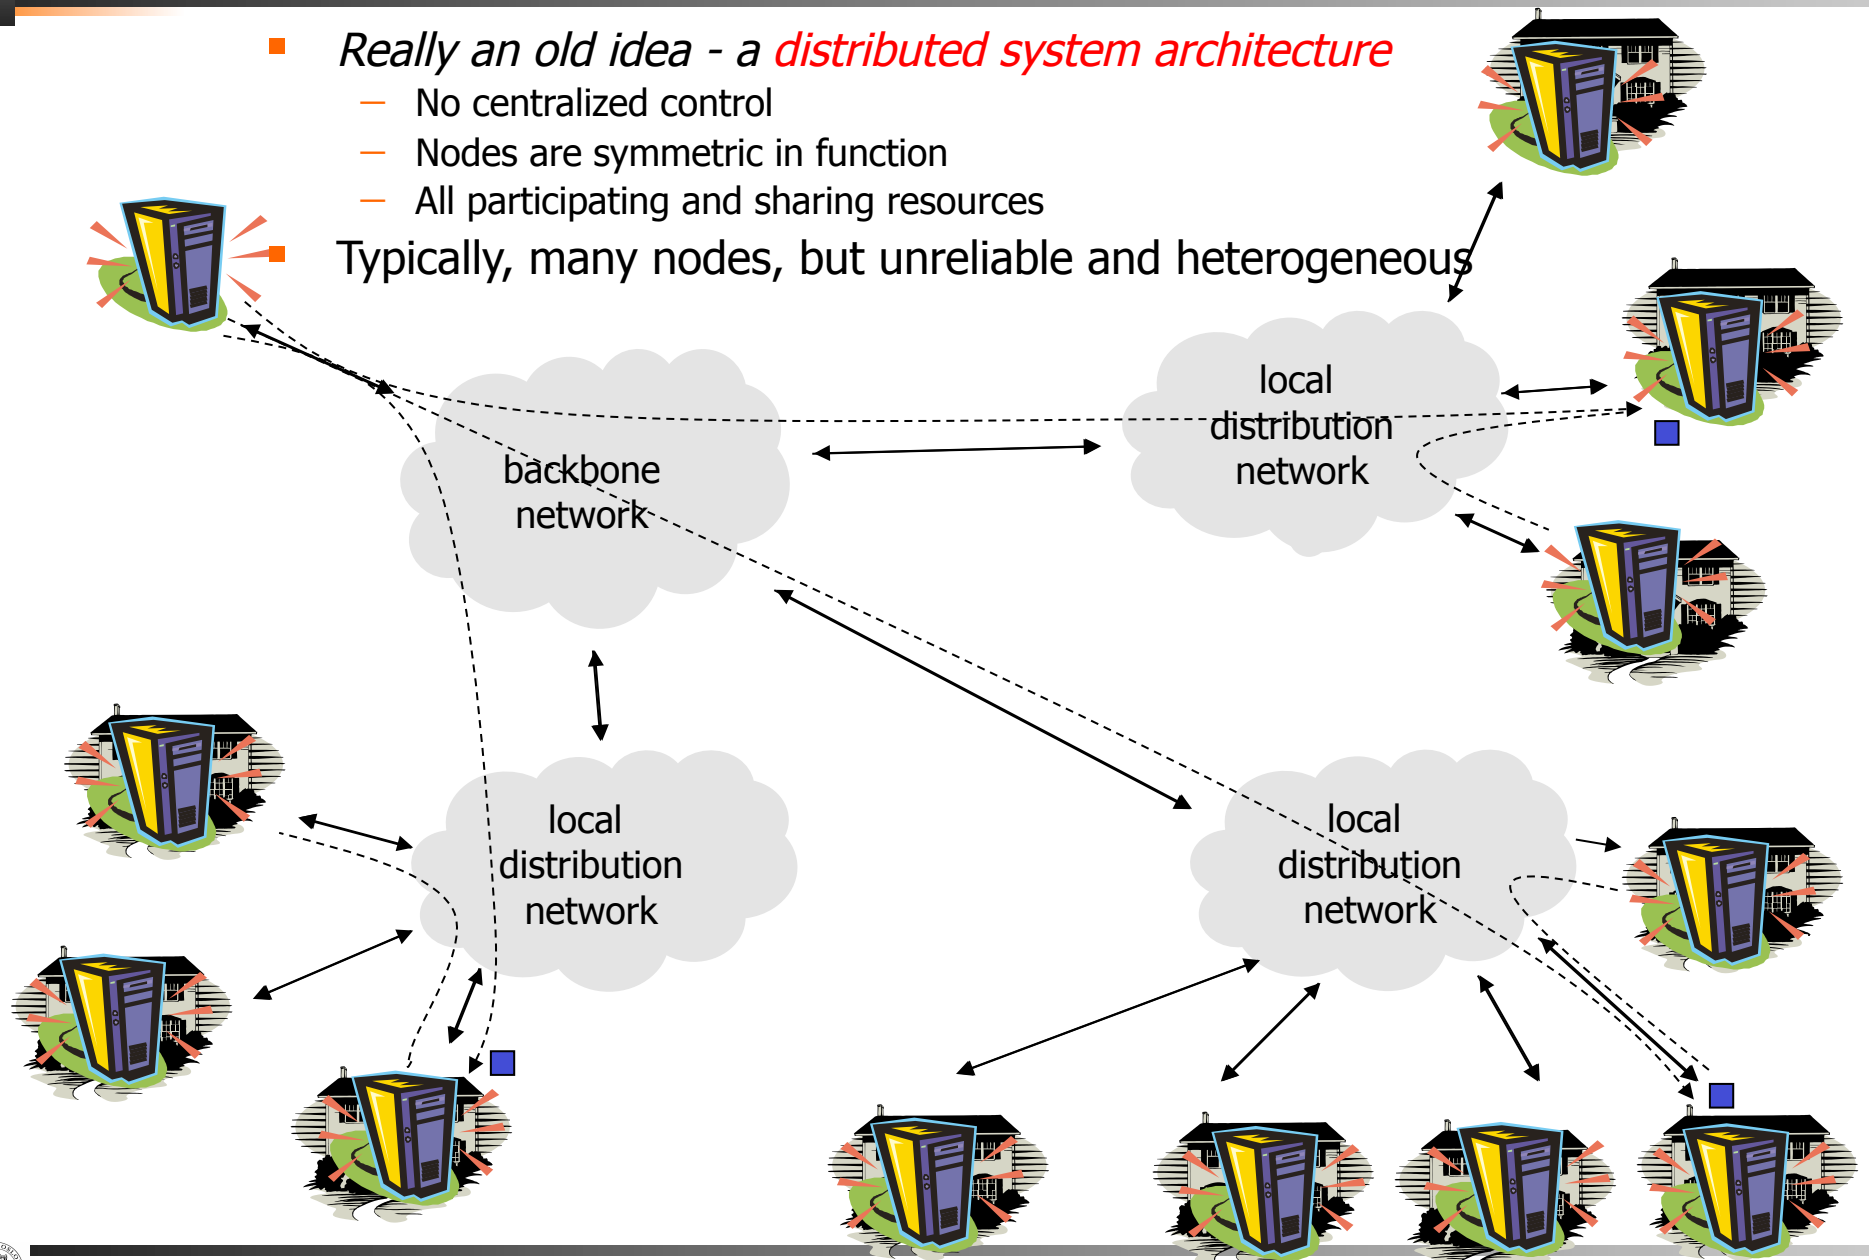 Really an old idea - a distributed system architecture
No centralized control
Nodes are symmetric in function
All participating and sharing resources
Typically, many nodes, but unreliable and heterogeneous
local
distribution
network
backbone
network
local
distribution
network
local
distribution
network